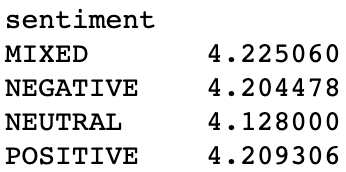 sentiment
MIXED 4.225060
NEGATIVE 4.204478
NEUTRAL 4.128000
POSITIVE 4.209306